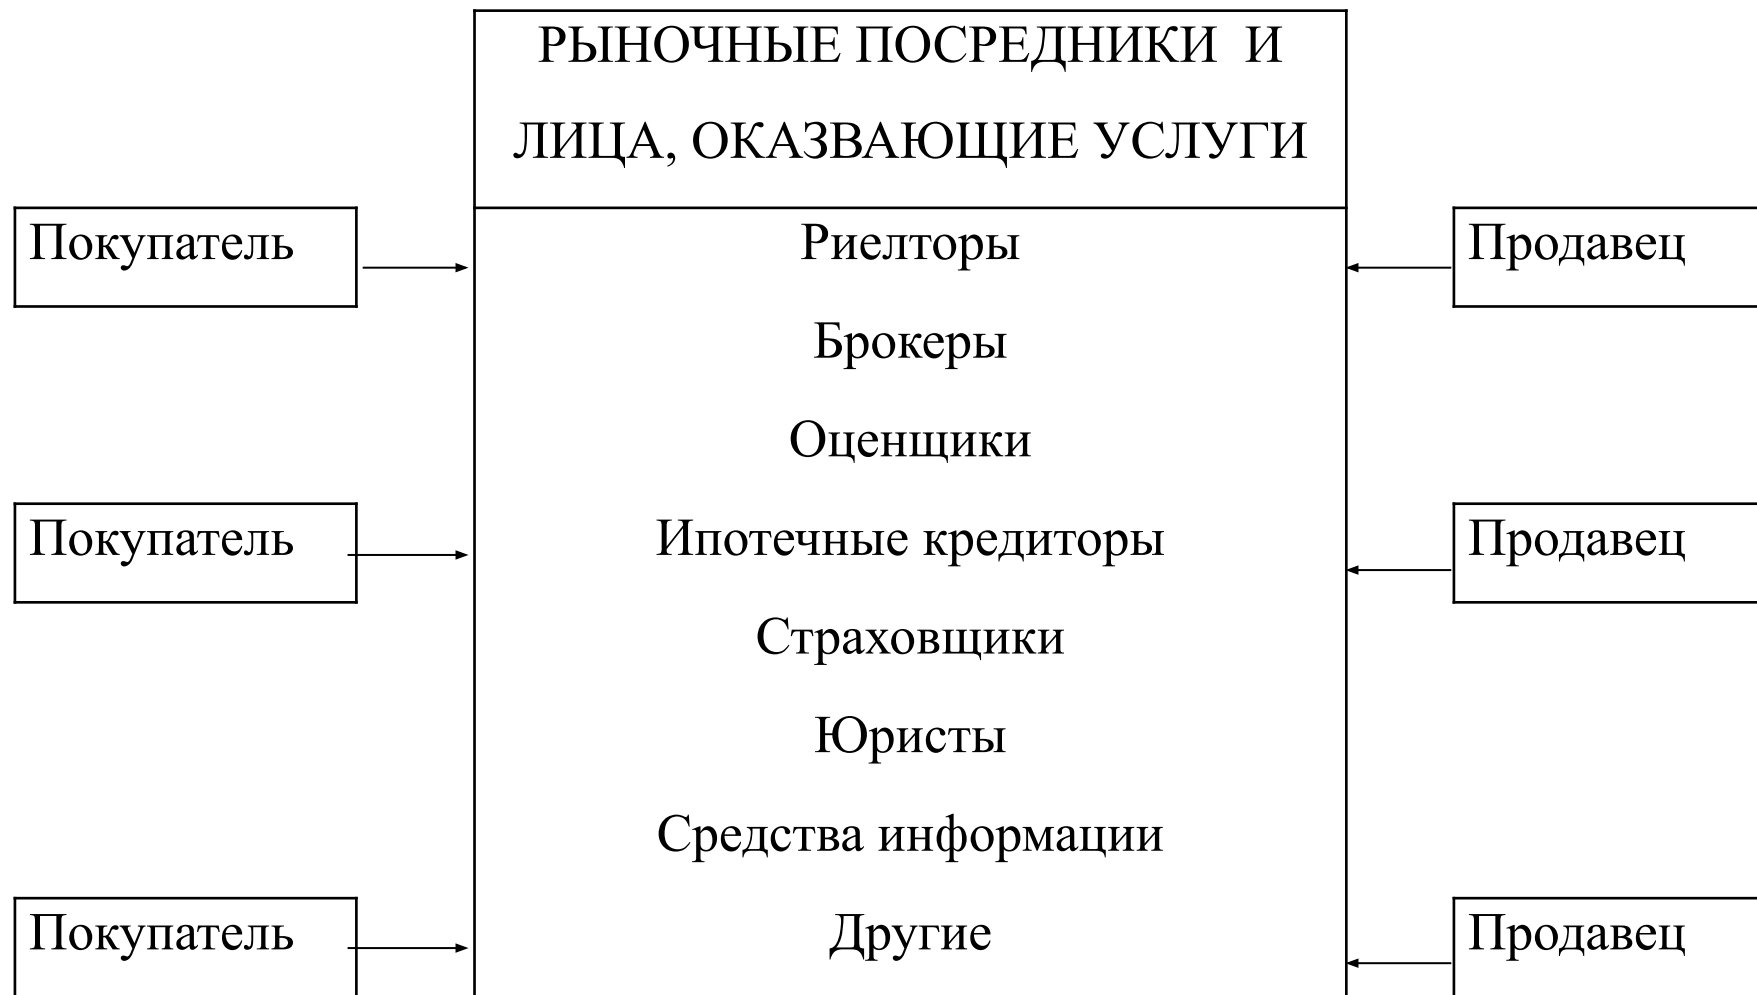 РЫНОЧНЫЕ ПОСРЕДНИКИ И
ЛИЦА, ОКАЗВАЮЩИЕ УСЛУГИ
Покупатель
Риелторы
Продавец
Брокеры
Оценщики
Покупатель
Ипотечные кредиторы
Продавец
Страховщики
Юристы
Средства информации
Покупатель
Другие
Продавец